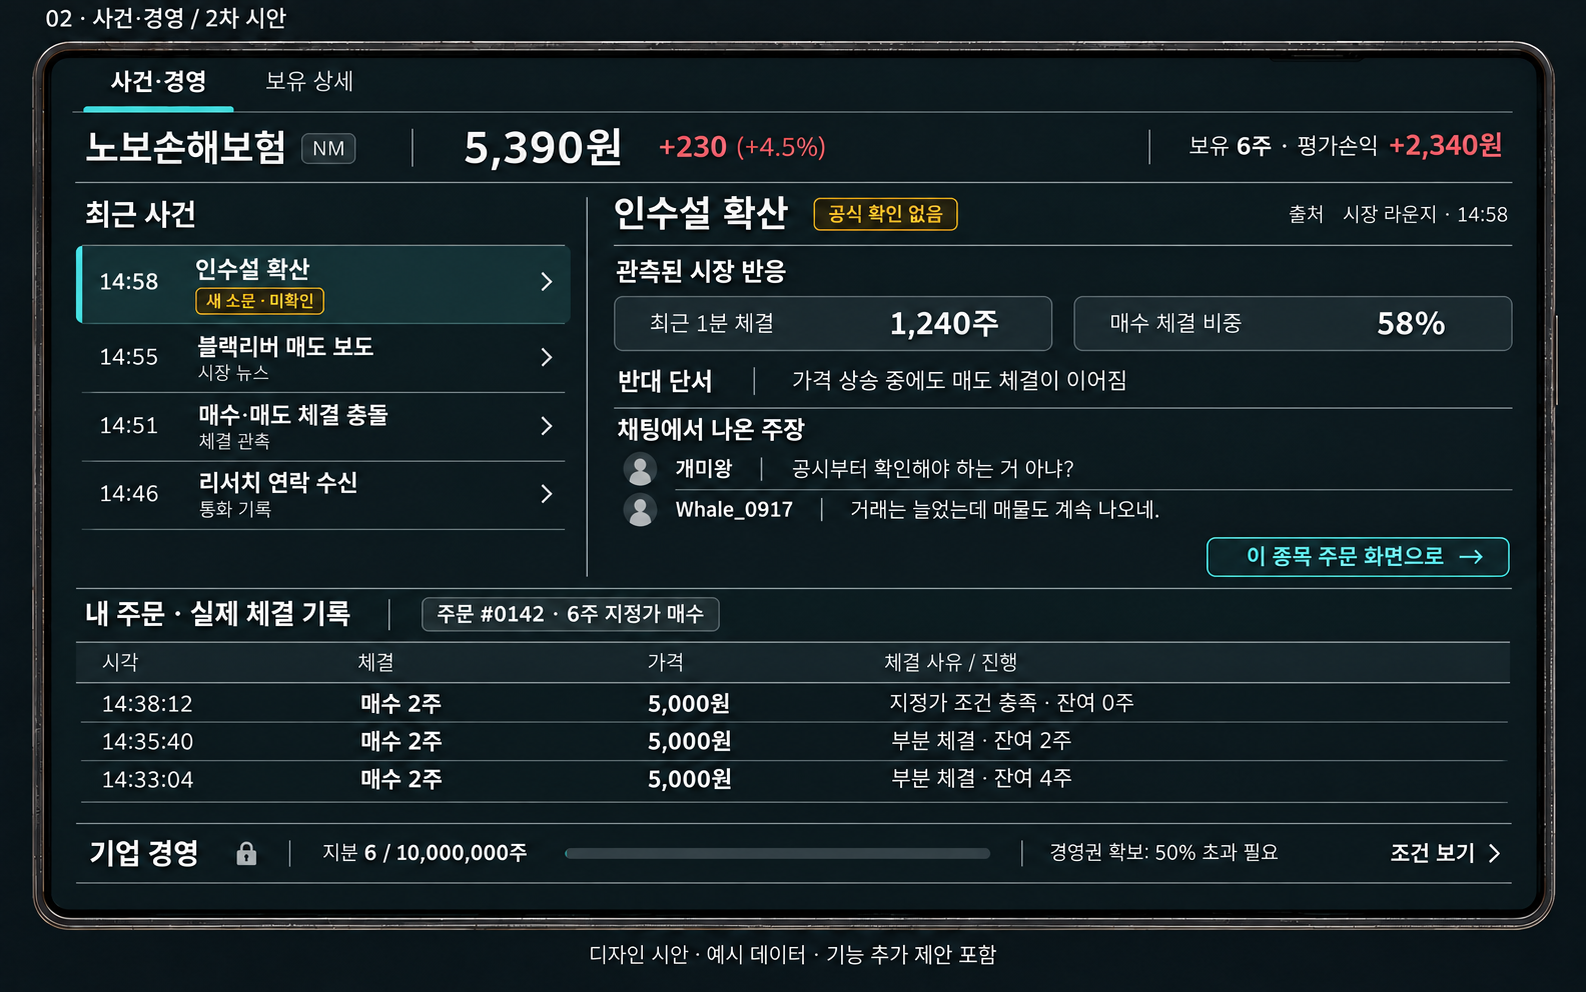 02 · 사건·경영 / 2차 시안
사건·경영 보유 상세
노보손해보험 NM 5,390원 +230 (+4.5%) 보유 6주 · 평가손익 +2,340원
최근 사건
14:58 인수설 확산
새 소문 · 미확인
14:55 블랙리버 매도 보도
시장 뉴스
14:51 매수·매도 체결 충돌
체결 관측
14:46 리서치 연락 수신
통화 기록
인수설 확산 공식 확인 없음 출처 시장 라운지 · 14:58
관측된 시장 반응
최근 1분 체결 1,240주 매수 체결 비중 58%
반대 단서 가격 상승 중에도 매도 체결이 이어짐
채팅에서 나온 주장
개미왕 공시부터 확인해야 하는 거 아냐?
Whale_0917 거래는 늘었는데 매물도 계속 나오네.
이 종목 주문 화면으로 →
내 주문 · 실제 체결 기록 주문 #0142 · 6주 지정가 매수
시각 체결 가격 체결 사유 / 진행
14:38:12 매수 2주 5,000원 지정가 조건 충족 · 잔여 0주
14:35:40 매수 2주 5,000원 부분 체결 · 잔여 2주
14:33:04 매수 2주 5,000원 부분 체결 · 잔여 4주
기업 경영 지분 6 / 10,000,000주 경영권 확보: 50% 초과 필요 조건 보기
디자인 시안 · 예시 데이터 · 기능 추가 제안 포함